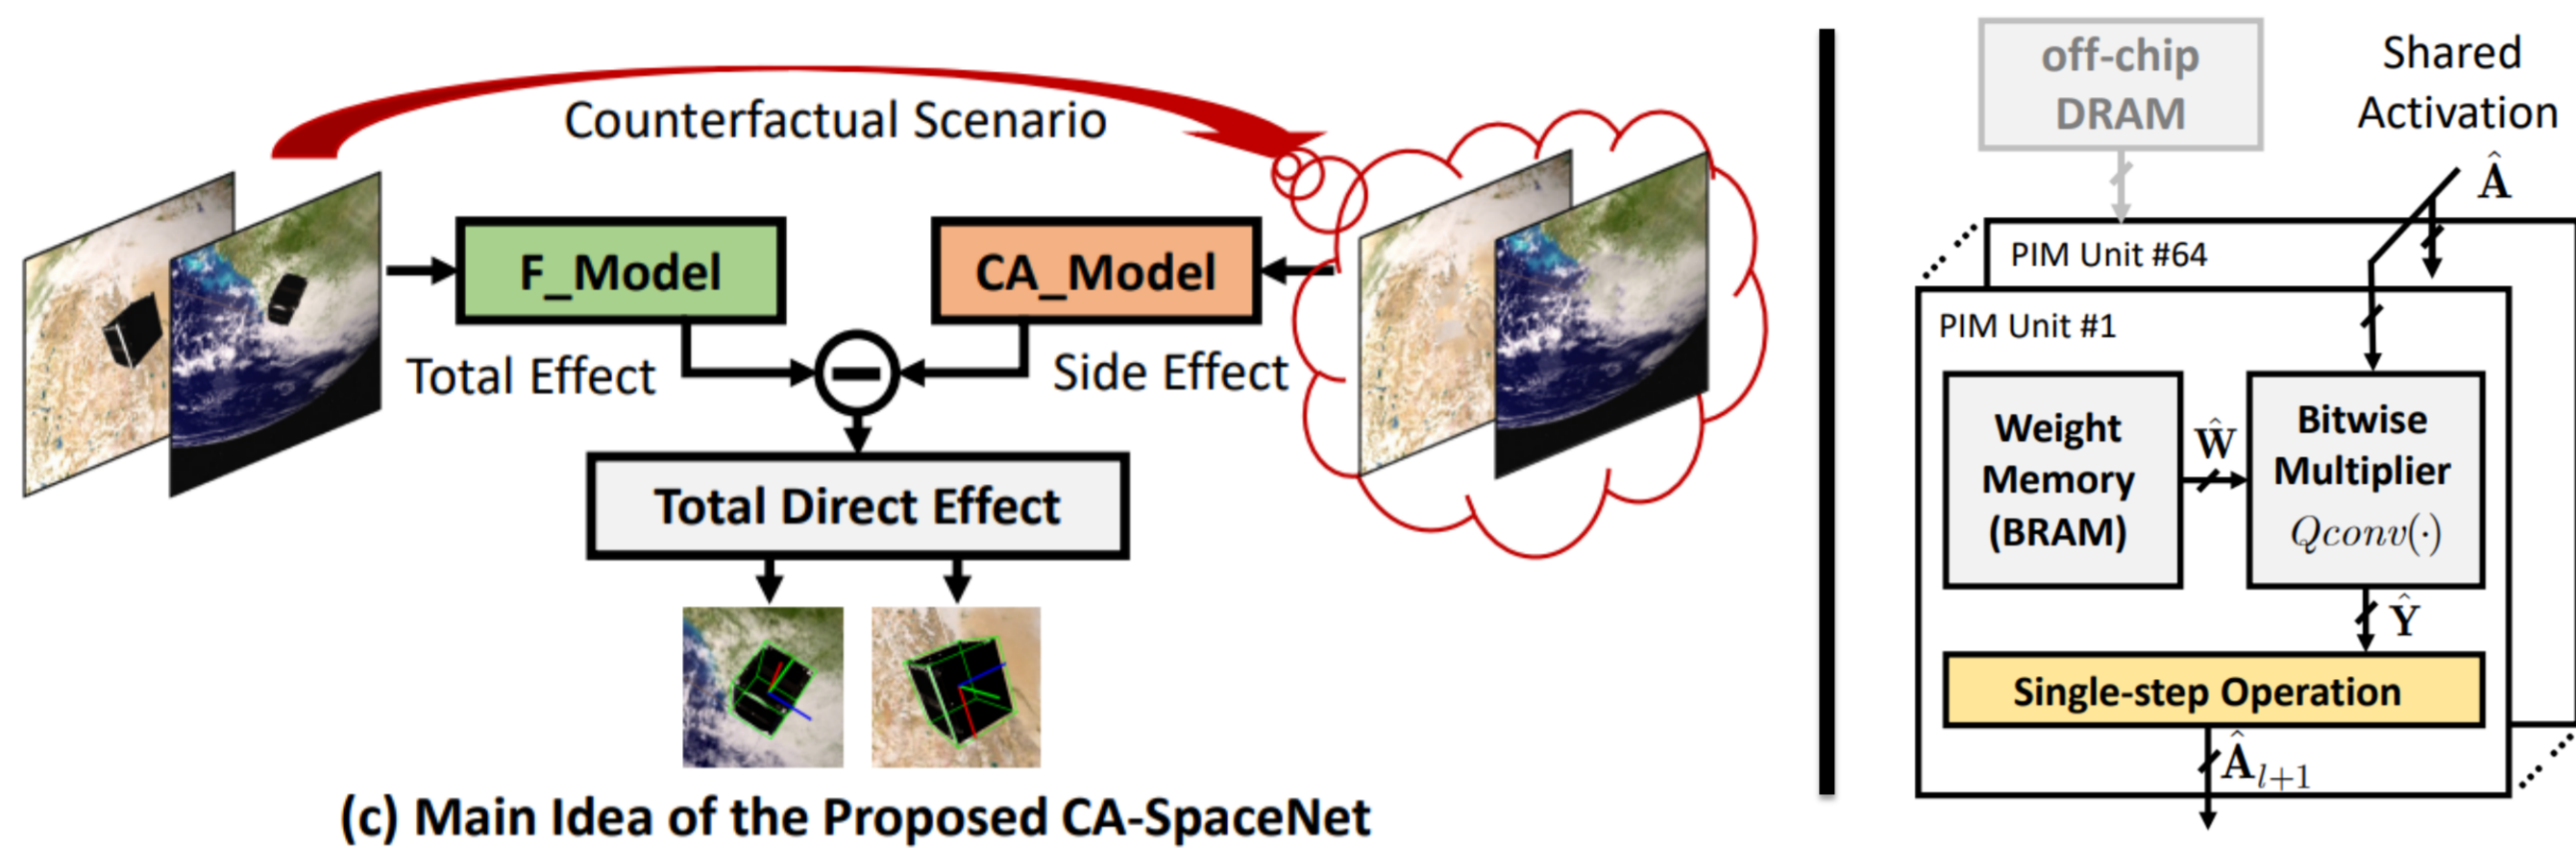 Counterfactual Scenario
F_Model
CA_Model
Total Effect
Side Effect
Total Direct Effect
(c) Main Idea of the Proposed CA-SpaceNet
off-chip
DRAM
Shared
Activation
Â
PIM Unit #64
PIM Unit #1
Weight
Memory
(BRAM)
Ŵ
Bitwise
Multiplier
Qconv(·)
Ŷ
Single-step Operation
Âₗ₊₁